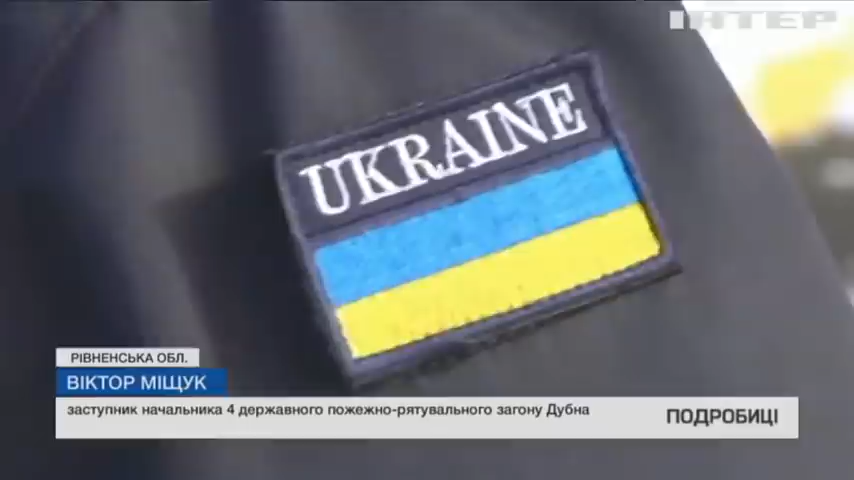 ІНТЕР
UKRAINE
РІВНЕНСЬКА ОБЛ.
ВІКТОР МІЩУК
заступник начальника 4 державного пожежно-рятувального загону Дубна
ПОДРОБИЦІ